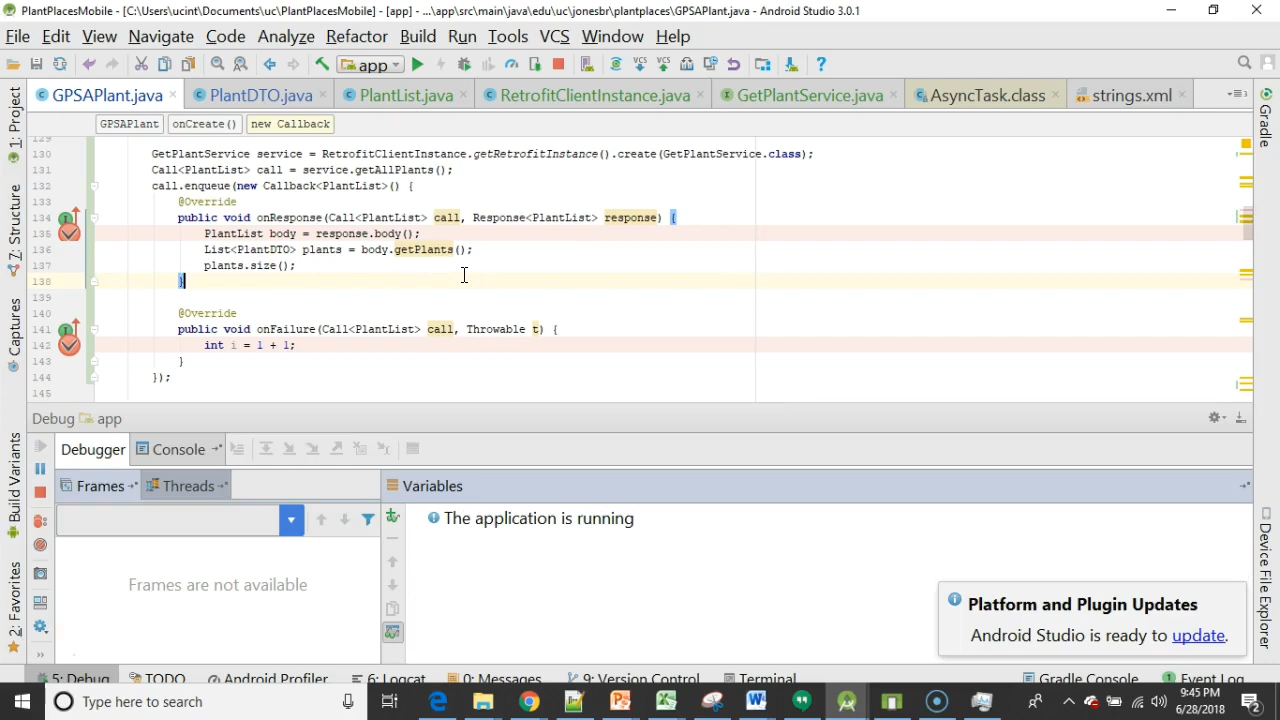 PlantPlacesMobile - [C:\Users\ucint\Documents\uc\PlantPlacesMobile] - [app] - ...\app\src\main\java\edu\uc\jonesbr\plantplaces\GPSAPlant.java - Android Studio 3.0.1
File Edit View Navigate Code Analyze Refactor Build Run Tools VCS Window Help
app
GPSAPlant.java PlantDTO.java PlantList.java RetrofitClientInstance.java GetPlantService.java AsyncTask.class strings.xml
GPSAPlant onCreate() new Callback
129
130 GetPlantService service = RetrofitClientInstance.getRetrofitInstance().create(GetPlantService.class);
131 Call<PlantList> call = service.getAllPlants();
132 call.enqueue(new Callback<PlantList>() {
133 @Override
134 public void onResponse(Call<PlantList> call, Response<PlantList> response) {
135 PlantList body = response.body();
136 List<PlantDTO> plants = body.getPlants();
137 plants.size();
138 }
139
140 @Override
141 public void onFailure(Call<PlantList> call, Throwable t) {
142 int i = 1 + 1;
143 }
144 });
145
1: Project
7: Structure
Captures
Build Variants
2: Favorites
Gradle
Device File Explorer
Debug app
Debugger Console
Frames Threads Variables
The application is running
Frames are not available
Platform and Plugin Updates
Android Studio is ready to update.
5: Debug TODO Android Profiler 6: Logcat 0: Messages 9: Version Control Terminal Gradle Console Event Log
Type here to search
9:45 PM
6/28/2018
2